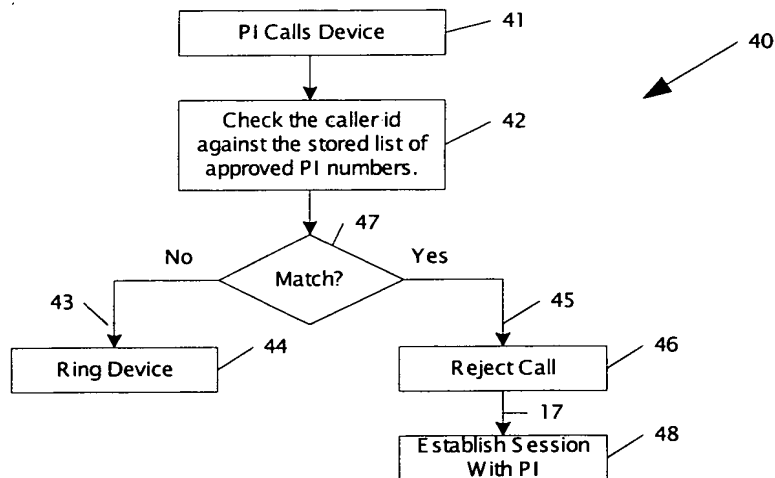 PI Calls Device
41
40
Check the caller id
against the stored list of
approved PI numbers.
42
47
No
Match?
Yes
43
45
Ring Device
44
Reject Call
46
17
Establish Session
With PI
48